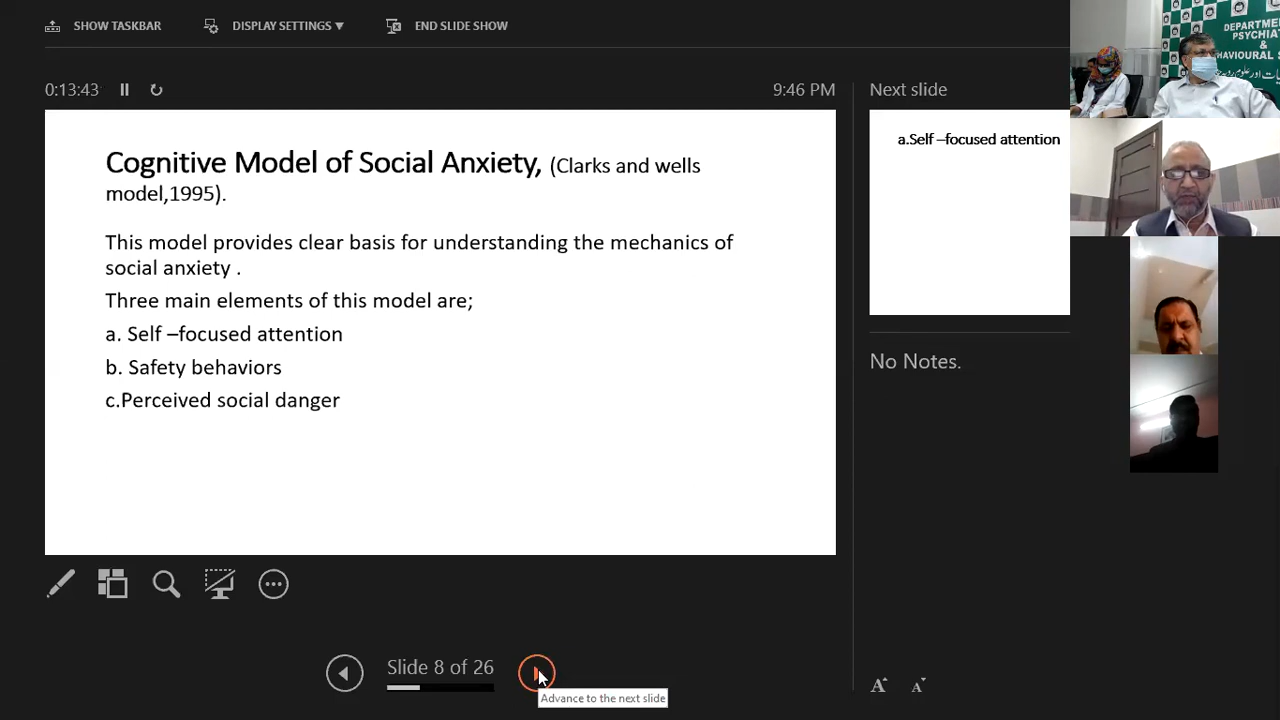 SHOW TASKBAR
DISPLAY SETTINGS
END SLIDE SHOW
0:13:43
9:46 PM
Cognitive Model of Social Anxiety, (Clarks and wells
model,1995).
This model provides clear basis for understanding the mechanics of
social anxiety .
Three main elements of this model are;
a. Self –focused attention
b. Safety behaviors
c.Perceived social danger
Next slide
a.Self –focused attention
No Notes.
Slide 8 of 26
Advance to the next slide
A A
PSYCHIAT
&